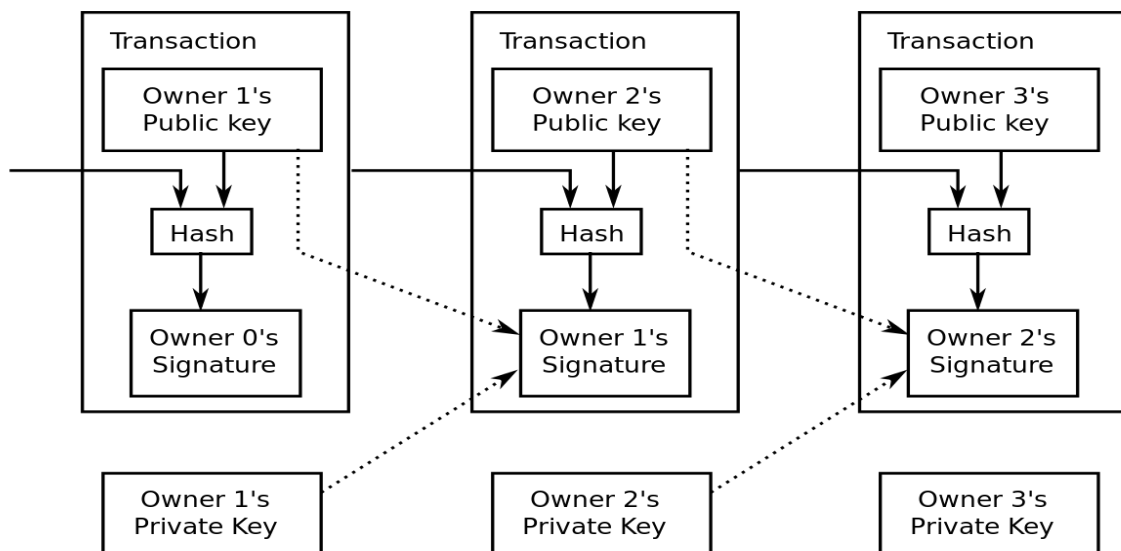 Transaction
Transaction
Transaction
Owner 1's
Public key
Owner 2's
Public key
Owner 3's
Public key
Hash
Hash
Hash
Owner 0's
Signature
Owner 1's
Signature
Owner 2's
Signature
Owner 1's
Private Key
Owner 2's
Private Key
Owner 3's
Private Key